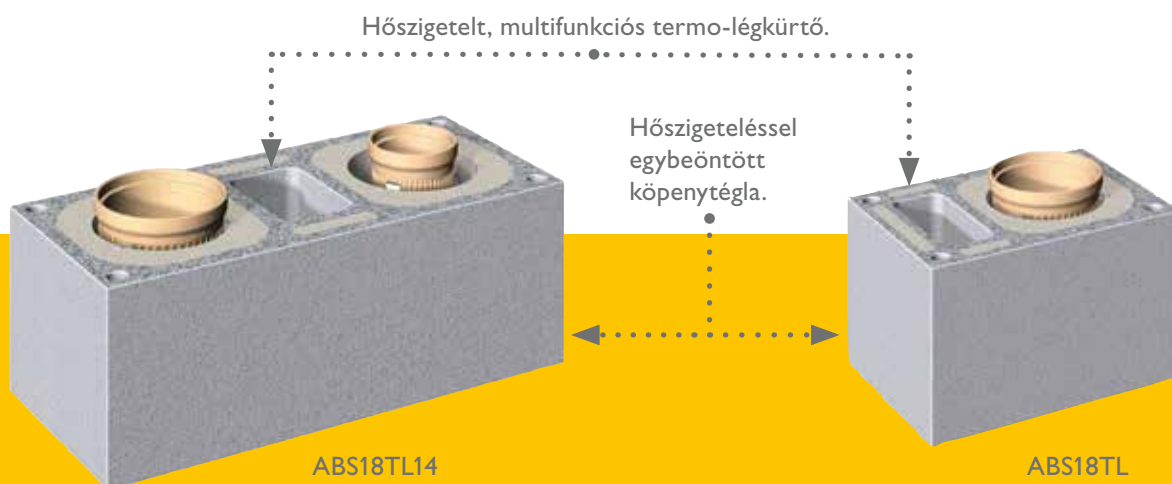 Hőszigetelt, multifunkciós termo-légkürtő.
Hőszigeteléssel
egybeöntött
köpenytégla.
ABS18TL14
ABS18TL